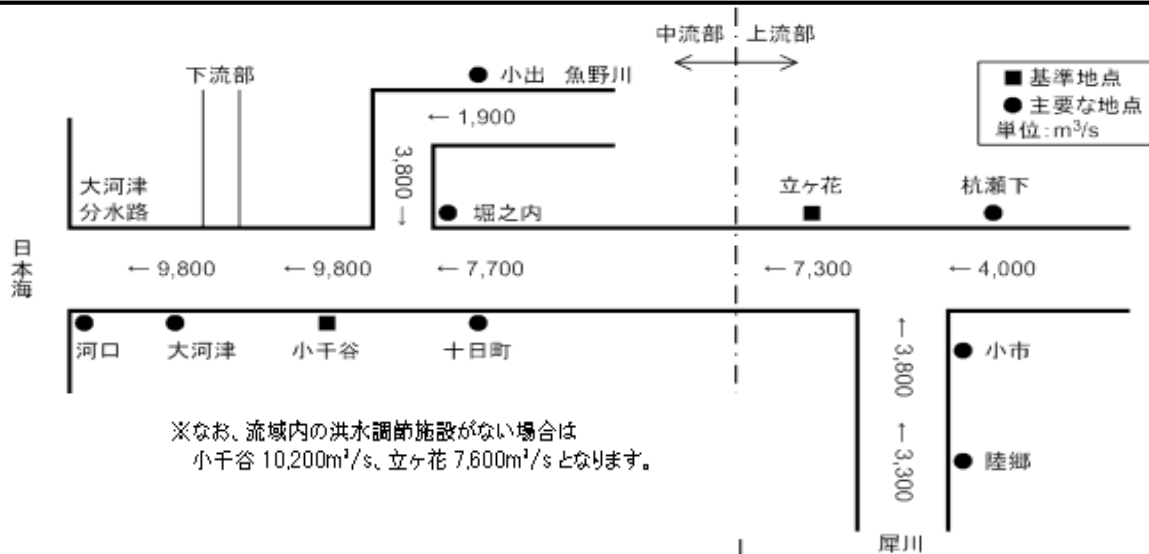 中流部 上流部
下流部
● 小出 魚野川
■ 基準地点
● 主要な地点
単位:m³/s
← 1,900
3,800→
大河津
分水路
● 堀之内
立ヶ花
杭瀬下
日本海
← 9,800
← 9,800
← 7,700
← 7,300
← 4,000
河口
大河津
小千谷
十日町
←3,800
● 小市
←3,300
● 陸郷
※なお、流域内の洪水調節施設がない場合は
小千谷 10,200m³/s、立ヶ花 7,600m³/s となります。
犀川